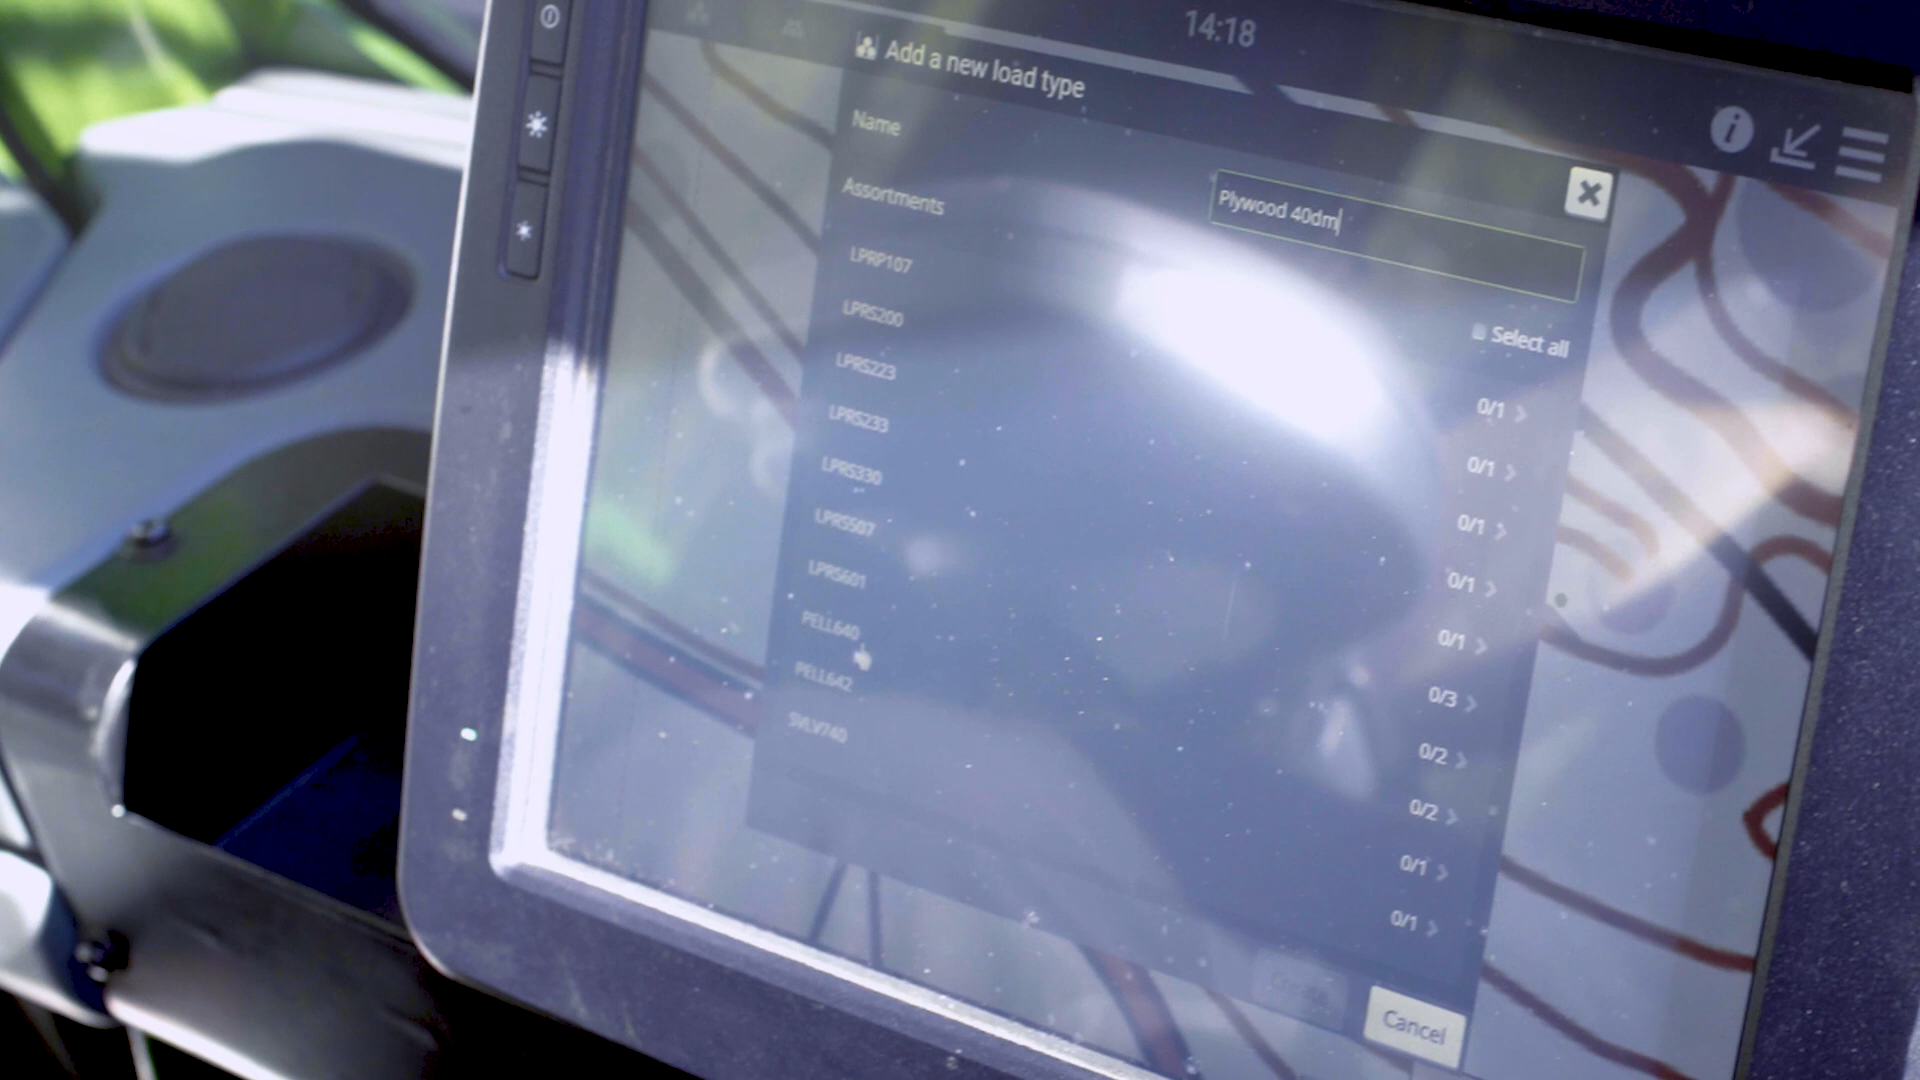 14:18
Add a new load type
Name
Plywood 40dm
Assortments
Select all
LPRP107 0/1
LPRS200 0/1
LPRS223 0/1
LPRS233 0/1
LPRS330 0/1
LPRS507 0/3
LPRS601 0/2
PELL640 0/2
PELL642 0/1
SVLV740 0/1
Cancel